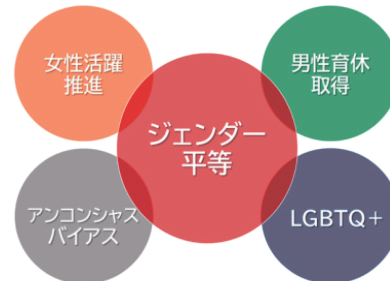 女性活躍
推進
男性育休
取得
ジェンダー
平等
アンコンシャス
バイアス
LGBTQ＋